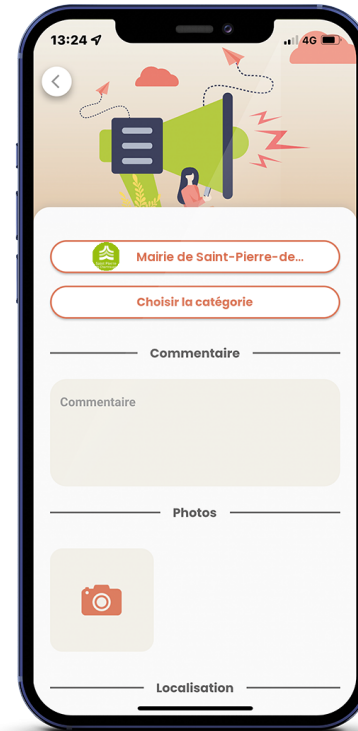 13:24
4G
Mairie de Saint-Pierre-de...
Choisir la catégorie
Commentaire
Commentaire
Photos
Localisation